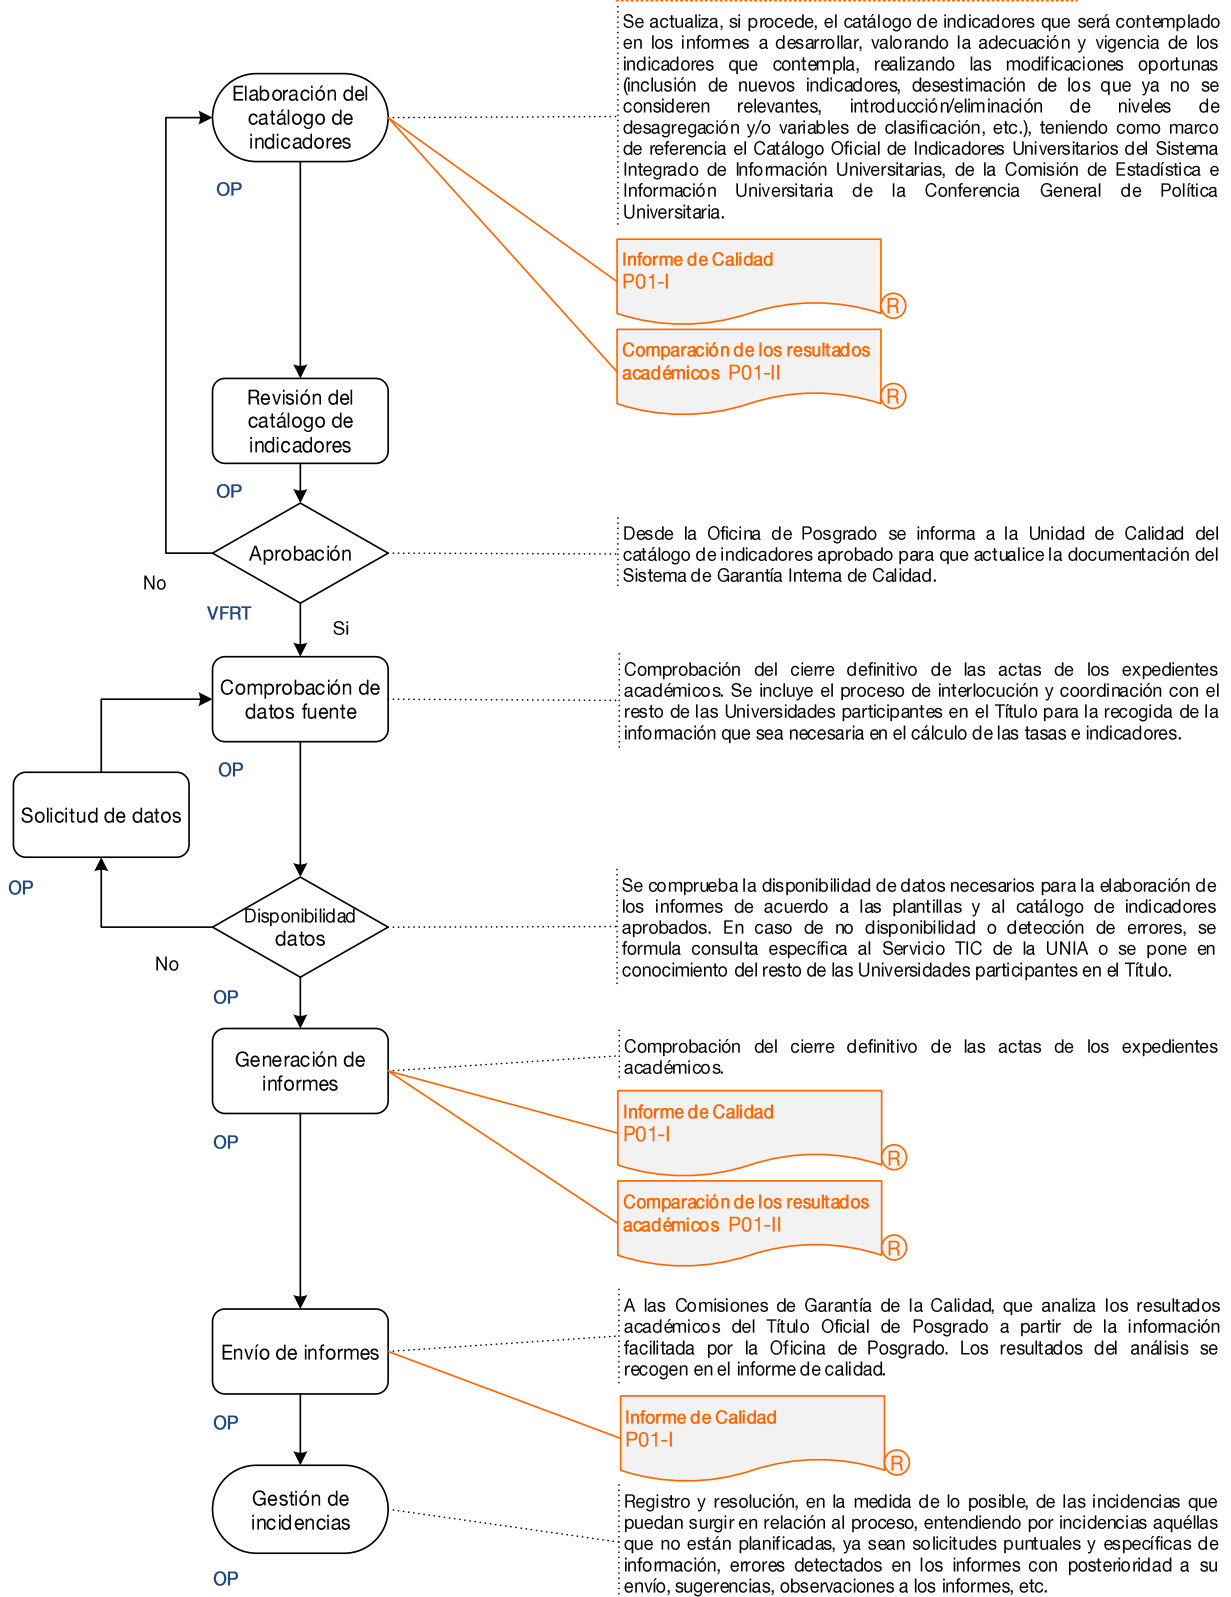 Se actualiza, si procede, el catálogo de indicadores que será contemplado
en los informes a desarrollar, valorando la adecuación y vigencia de los
indicadores que contempla, realizando las modificaciones oportunas
(inclusión de nuevos indicadores, desestimación de los que ya no se
consideren relevantes, introducción/eliminación de niveles de
desagregación y/o variables de clasificación, etc.), teniendo como marco
de referencia el Catálogo Oficial de Indicadores Universitarios del Sistema
Integrado de Información Universitarias, de la Comisión de Estadística e
Información Universitaria de la Conferencia General de Política
Universitaria.
Elaboración del
catálogo de
indicadores
OP
Informe de Calidad
P01-I
R
Comparación de los resultados
académicos P01-II
R
Revisión del
catálogo de
indicadores
OP
Aprobación
No
VFRT
Si
Desde la Oficina de Posgrado se informa a la Unidad de Calidad del
catálogo de indicadores aprobado para que actualice la documentación del
Sistema de Garantía Interna de Calidad.
Comprobación de
datos fuente
OP
Comprobación del cierre definitivo de las actas de los expedientes
académicos. Se incluye el proceso de interlocución y coordinación con el
resto de las Universidades participantes en el Título para la recogida de la
información que sea necesaria en el cálculo de las tasas e indicadores.
Solicitud de datos
OP
Disponibilidad
datos
No
OP
Se comprueba la disponibilidad de datos necesarios para la elaboración de
los informes de acuerdo a las plantillas y al catálogo de indicadores
aprobados. En caso de no disponibilidad o detección de errores, se
formula consulta específica al Servicio TIC de la UNIA o se pone en
conocimiento del resto de las Universidades participantes en el Título.
Generación de
informes
OP
Comprobación del cierre definitivo de las actas de los expedientes
académicos.
Informe de Calidad
P01-I
R
Comparación de los resultados
académicos P01-II
R
Envío de informes
OP
A las Comisiones de Garantía de la Calidad, que analiza los resultados
académicos del Título Oficial de Posgrado a partir de la información
facilitada por la Oficina de Posgrado. Los resultados del análisis se
recogen en el informe de calidad.
Informe de Calidad
P01-I
R
Gestión de
incidencias
OP
Registro y resolución, en la medida de lo posible, de las incidencias que
puedan surgir en relación al proceso, entendiendo por incidencias aquéllas
que no están planificadas, ya sean solicitudes puntuales y específicas de
información, errores detectados en los informes con posterioridad a su
envío, sugerencias, observaciones a los informes, etc.